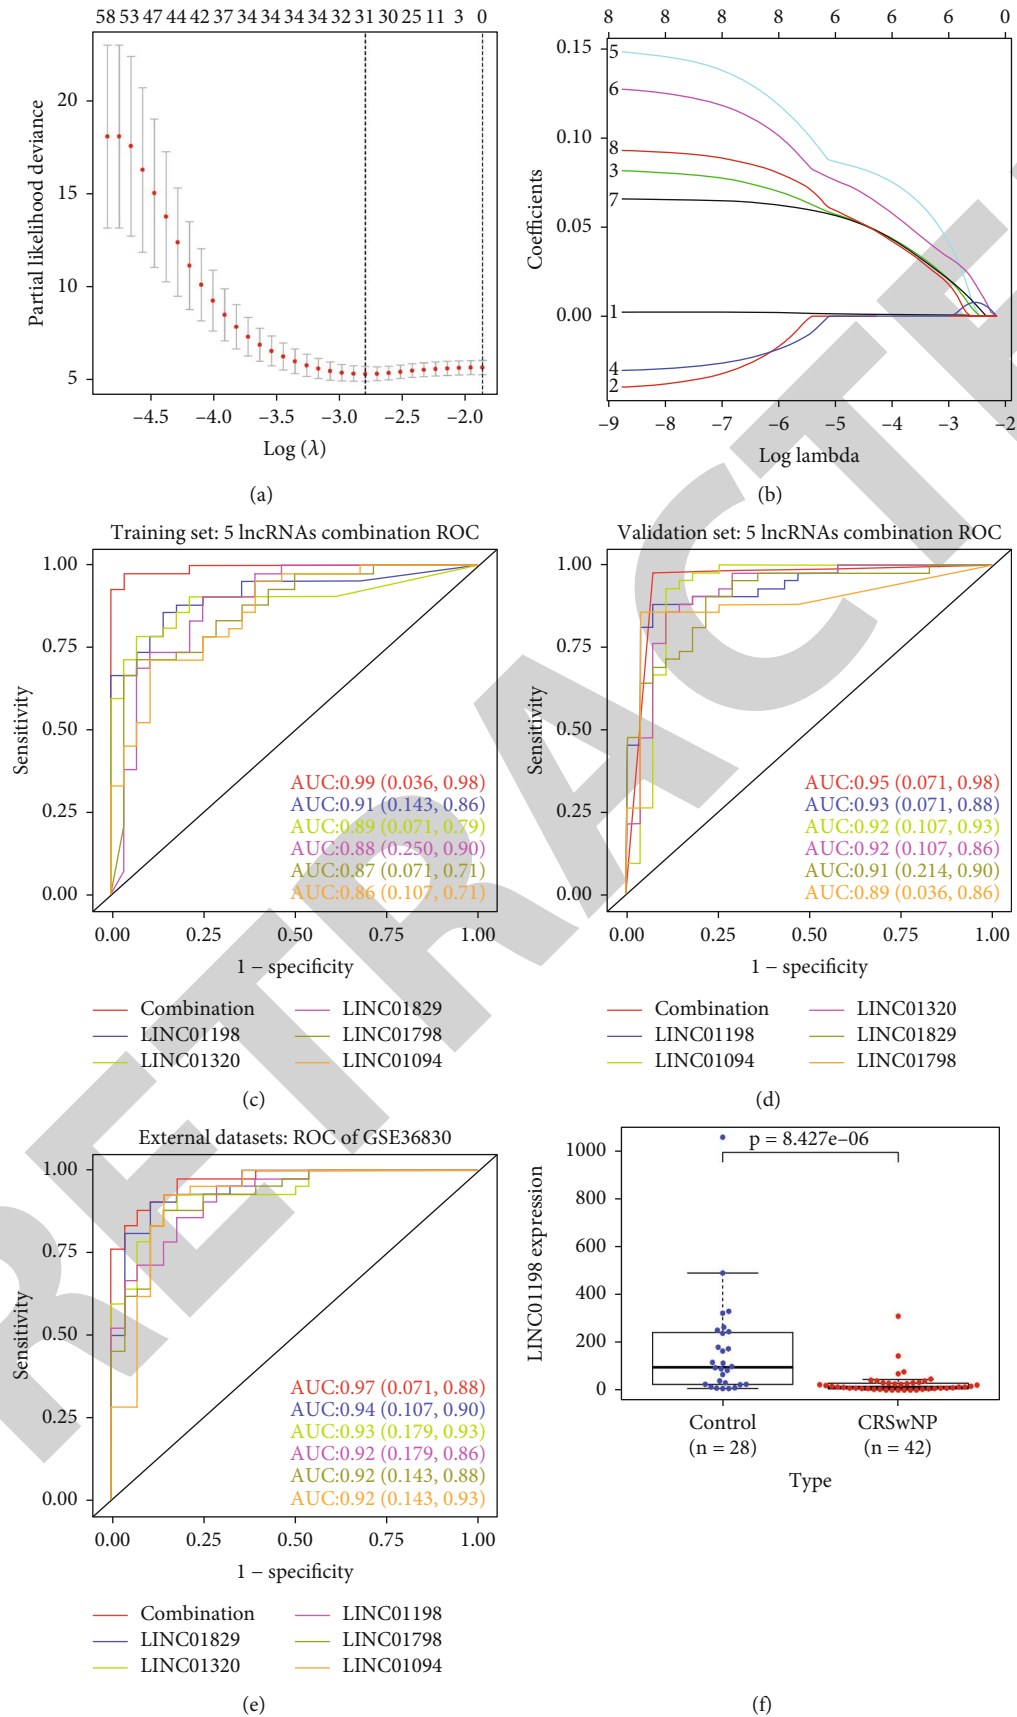 58 53 47 44 42 37 34 34 34 34 32 31 30 25 11 3 0
Partial likelihood deviance
20
15
10
5
–4.5 –4.0 –3.5 –3.0 –2.5 –2.0
Log (λ)
(a)
8 8 8 8 6 6 6 0
Coefficients
0.15
0.10
0.05
0.00
5
6
8
3
7
1
4
2
–9 –8 –7 –6 –5 –4 –3 –2
Log lambda
(b)
Training set: 5 lncRNAs combination ROC
Sensitivity
1.00
0.75
0.50
0.25
0.00
AUC:0.99 (0.036, 0.98)
AUC:0.91 (0.143, 0.86)
AUC:0.89 (0.071, 0.79)
AUC:0.88 (0.250, 0.90)
AUC:0.87 (0.071, 0.71)
AUC:0.86 (0.107, 0.71)
0.00 0.25 0.50 0.75 1.00
1 – specificity
Combination LINC01829
LINC01198 LINC01798
LINC01320 LINC01094
(c)
Validation set: 5 lncRNAs combination ROC
Sensitivity
1.00
0.75
0.50
0.25
0.00
AUC:0.95 (0.071, 0.98)
AUC:0.93 (0.071, 0.88)
AUC:0.92 (0.107, 0.93)
AUC:0.92 (0.107, 0.86)
AUC:0.91 (0.214, 0.90)
AUC:0.89 (0.036, 0.86)
0.00 0.25 0.50 0.75 1.00
1 – specificity
Combination LINC01320
LINC01198 LINC01829
LINC01094 LINC01798
(d)
External datasets: ROC of GSE36830
Sensitivity
1.00
0.75
0.50
0.25
0.00
AUC:0.97 (0.071, 0.88)
AUC:0.94 (0.107, 0.90)
AUC:0.93 (0.179, 0.93)
AUC:0.92 (0.179, 0.86)
AUC:0.92 (0.143, 0.88)
AUC:0.92 (0.143, 0.93)
0.00 0.25 0.50 0.75 1.00
1 – specificity
Combination LINC01198
LINC01829 LINC01798
LINC01320 LINC01094
(e)
LINC01198 expression
1000
800
600
400
200
0
p = 8.427e–06
Control CRSwNP
(n = 28) (n = 42)
Type
(f)
RETRACTE